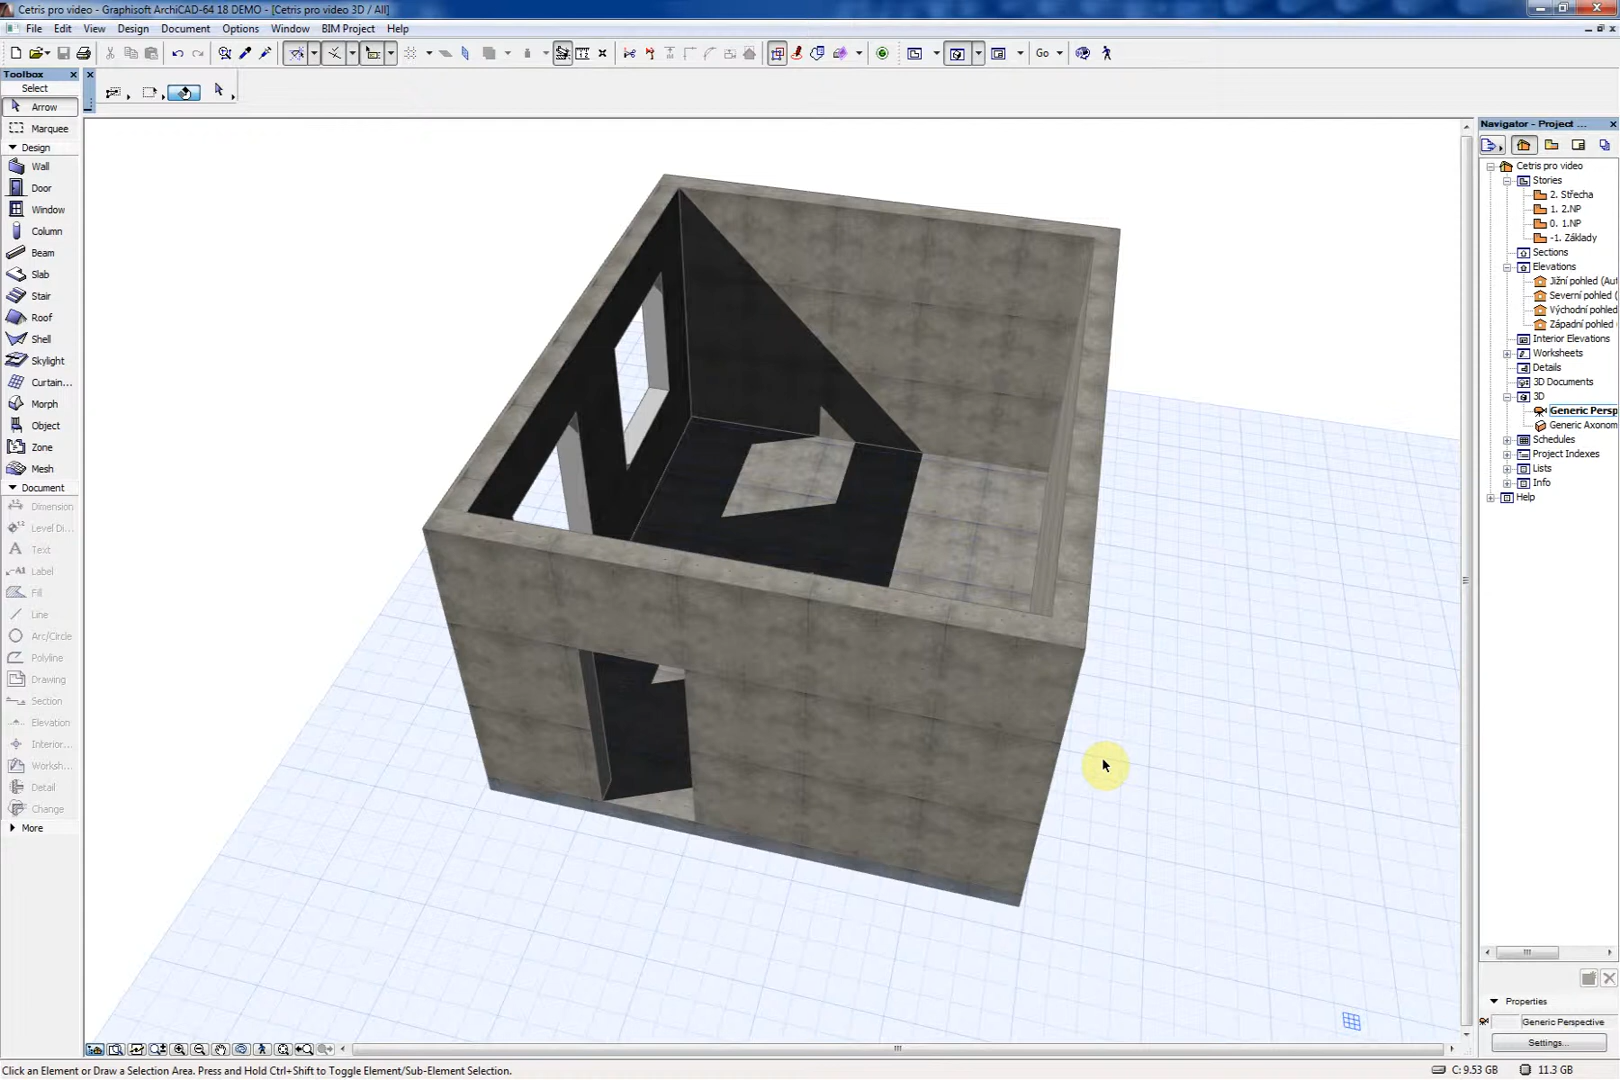 Cetris pro video - Graphisoft ArchiCAD-64 18 DEMO - [Cetris pro video 3D / All]
File Edit View Design Document Options Window BIM Project Help
Go
Toolbox
Select
Arrow
Marquee
Design
Wall
Door
Window
Column
Beam
Slab
Stair
Roof
Shell
Skylight
Curtain...
Morph
Object
Zone
Mesh
Document
Dimension
Level Di...
Text
Label
Fill
Line
Arc/Circle
Polyline
Drawing
Section
Elevation
Interior...
Worksh...
Detail
Change
More
Navigator - Project ...
Cetris pro video
Stories
2. Střecha
1. 2.NP
0. 1.NP
-1. Základy
Sections
Elevations
Jižní pohled (Aut
Severní pohled (
Východní pohled
Západní pohled
Interior Elevations
Worksheets
Details
3D Documents
3D
Generic Persp
Generic Axonom
Schedules
Project Indexes
Lists
Info
Help
Properties
Generic Perspective
Settings...
Click an Element or Draw a Selection Area. Press and Hold Ctrl+Shift to Toggle Element/Sub-Element Selection.
C: 9.53 GB 11.3 GB